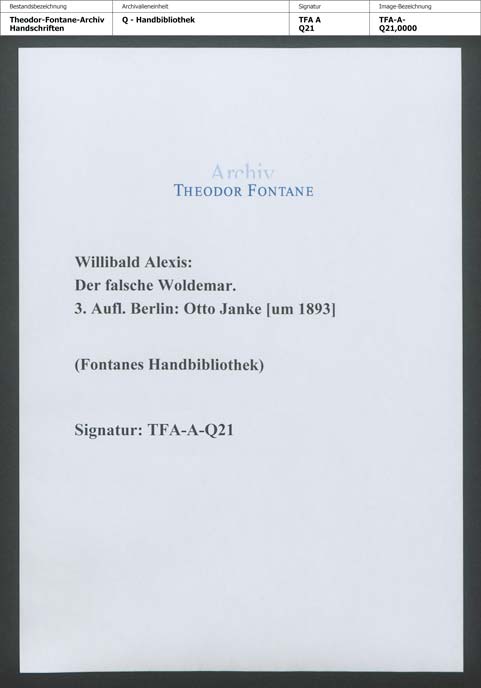 Bestandsbezeichnung Archivalieneinheit Signatur Image-Bezeichnung
Theodor-Fontane-Archiv Q - Handbibliothek TFA A TFA-A-
Handschriften Q21 Q21,0000
Archiv
THEODOR FONTANE
Willibald Alexis:
Der falsche Woldemar.
3. Aufl. Berlin: Otto Janke [um 1893]
(Fontanes Handbibliothek)
Signatur: TFA-A-Q21